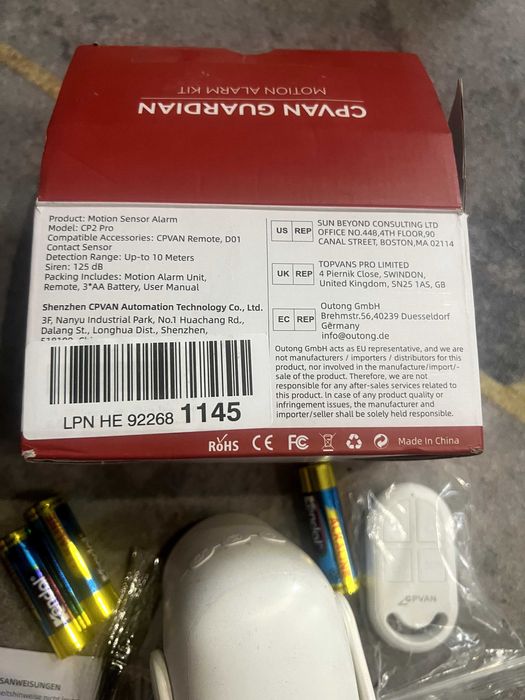 CPVAN GUARDIAN
MOTION ALARM KIT
Product: Motion Sensor Alarm
Model: CP2 Pro
Compatible Accessories: CPVAN Remote, D01
Contact Sensor
Detection Range: Up-to 10 Meters
Siren: 125 dB
Packing Includes: Motion Alarm Unit,
Remote, 3*AA Battery, User Manual
Shenzhen CPVAN Automation Technology Co., Ltd.
3F, Nanyu Industrial Park, No.1 Huachang Rd.,
Dalang St., Longhua Dist., Shenzhen,
LPN HE 92268 1145
US REP
SUN BEYOND CONSULTING LTD
OFFICE NO.448,4TH FLOOR,90
CANAL STREET, BOSTON,MA 02114
UK REP
TOPVANS PRO LIMITED
4 Piernik Close, SWINDON,
United Kingdom, SN25 1AS, GB
EC REP
Outong GmbH
Brehmstr.56,40239 Duesseldorf
Germany
info@outong.de
Outong GmbH acts as EU representative, and we are
not manufacturers / importers / distributors for this
product, nor involved in the manufacture/import/-
sale of the product. Therefore, we are not
responsible for any after-sales services related to
this product. In case of any product quality or
infringement issues, the manufacturer and
importer/seller shall be solely held responsible.
RoHS CE FC
Made In China
Kendal
Kendal
ALKALINE
CPVAN
SANWEISUNGEN